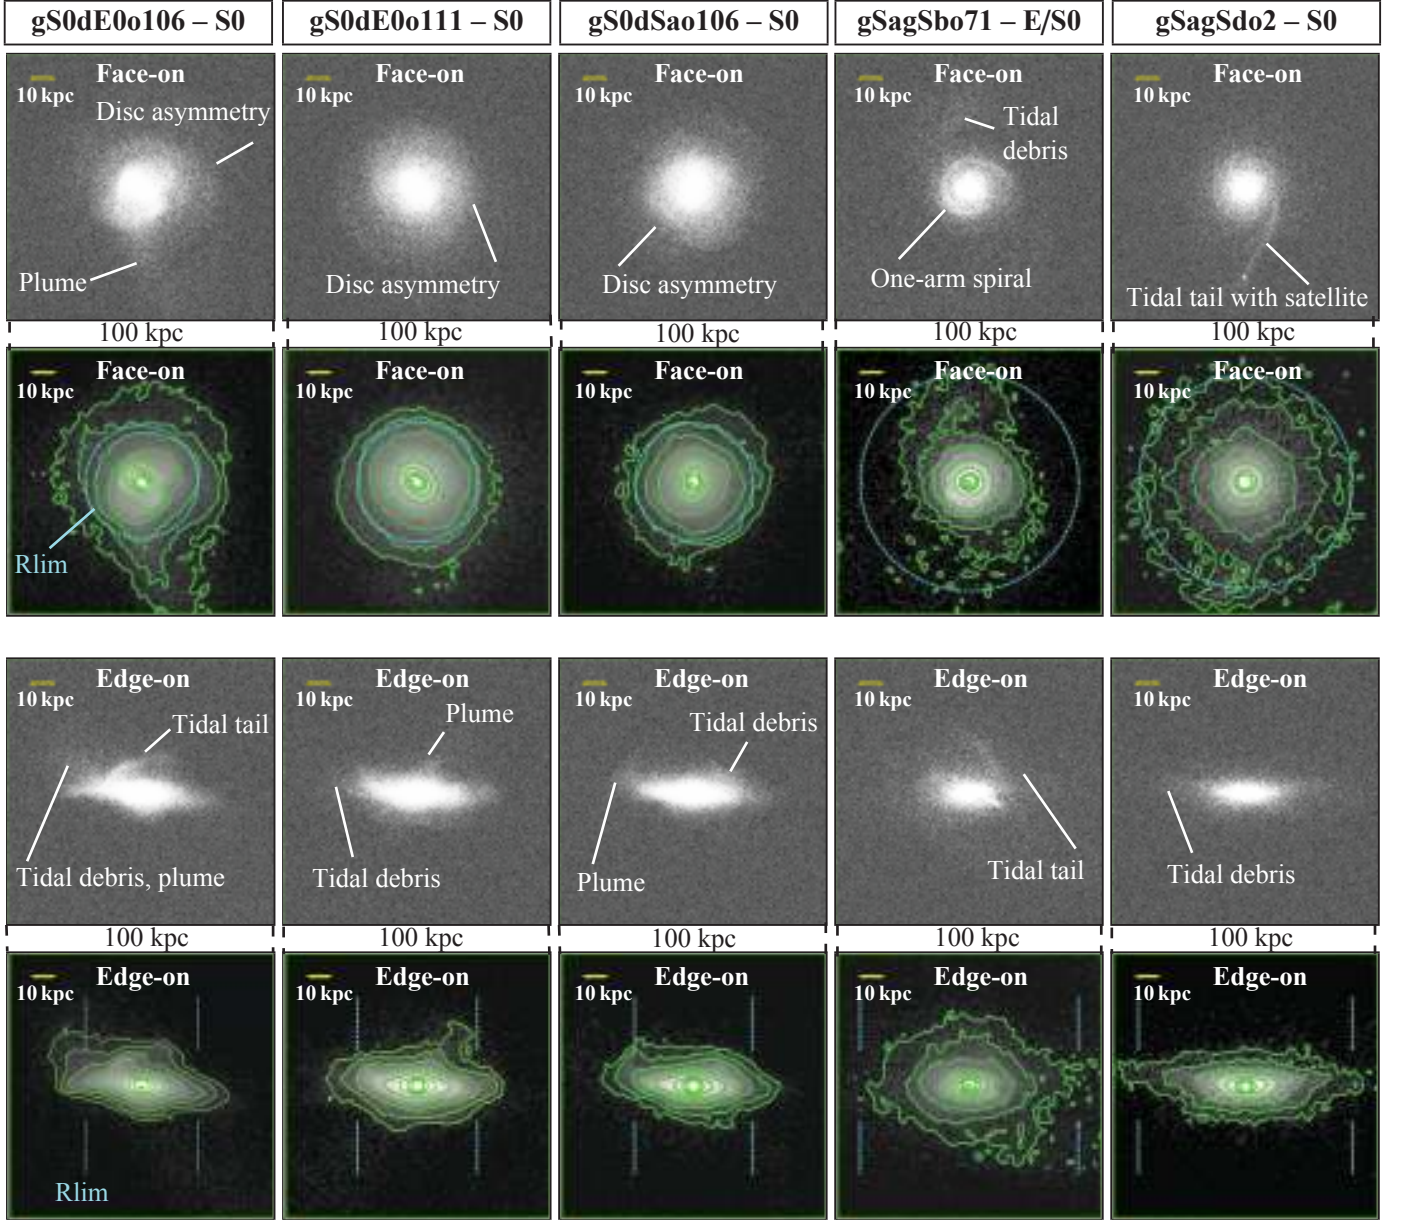 gS0dE0o106 – S0
gS0dE0o111 – S0
gS0dSao106 – S0
gSagSbo71 – E/S0
gSagSdo2 – S0
Face-on
10 kpc
Disc asymmetry
Plume
Face-on
10 kpc
Disc asymmetry
Face-on
10 kpc
Disc asymmetry
Face-on
10 kpc
Tidal
debris
One-arm spiral
Face-on
10 kpc
Tidal tail with satellite
100 kpc
100 kpc
100 kpc
100 kpc
100 kpc
Face-on
10 kpc
Rlim
Face-on
10 kpc
Face-on
10 kpc
Face-on
10 kpc
Face-on
10 kpc
Edge-on
10 kpc
Tidal tail
Tidal debris, plume
Edge-on
10 kpc
Plume
Tidal debris
Edge-on
10 kpc
Tidal debris
Plume
Edge-on
10 kpc
Tidal tail
Edge-on
10 kpc
Tidal debris
100 kpc
100 kpc
100 kpc
100 kpc
100 kpc
Edge-on
10 kpc
Rlim
Edge-on
10 kpc
Edge-on
10 kpc
Edge-on
10 kpc
Edge-on
10 kpc